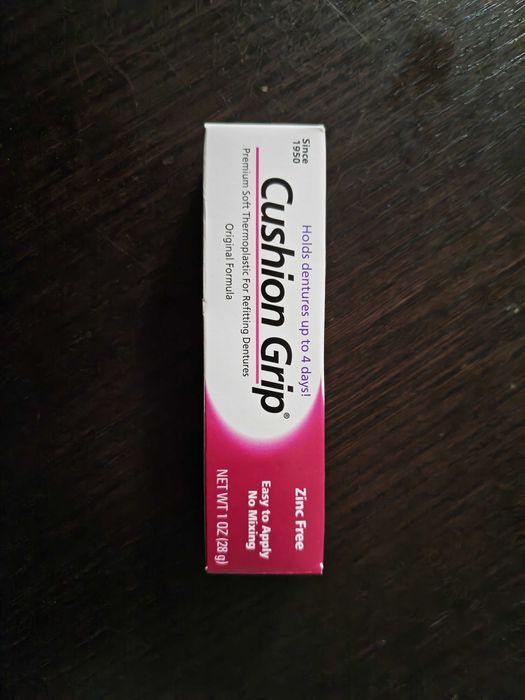 Since
1950
Holds dentures up to 4 days!
Cushion Grip®
Premium Soft Thermoplastic For Refitting Dentures
Original Formula
Zinc Free
Easy to Apply
No Mixing
NET WT 1 OZ (28 g)